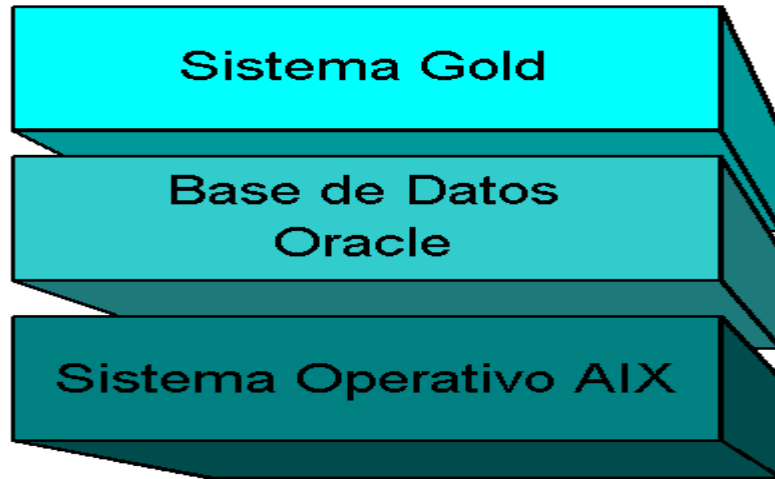 Sistema Gold
Base de Datos
Oracle
Sistema Operativo AIX